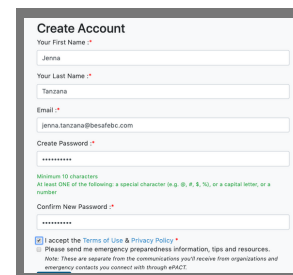 Create Account
Your First Name :*
Jenna
Your Last Name :*
Tanzana
Email :*
jenna.tanzana@besafebc.com
Create Password :*
••••••••••
Minimum 10 characters
At least ONE of the following: a special character (e.g. @, #, $, %), or a capital letter, or a
number
Confirm New Password :*
••••••••••
I accept the Terms of Use & Privacy Policy *
Please send me emergency preparedness information, tips and resources.
Note: These are separate from the communications you'll receive from organizations and
emergency contacts you connect with through ePACT.